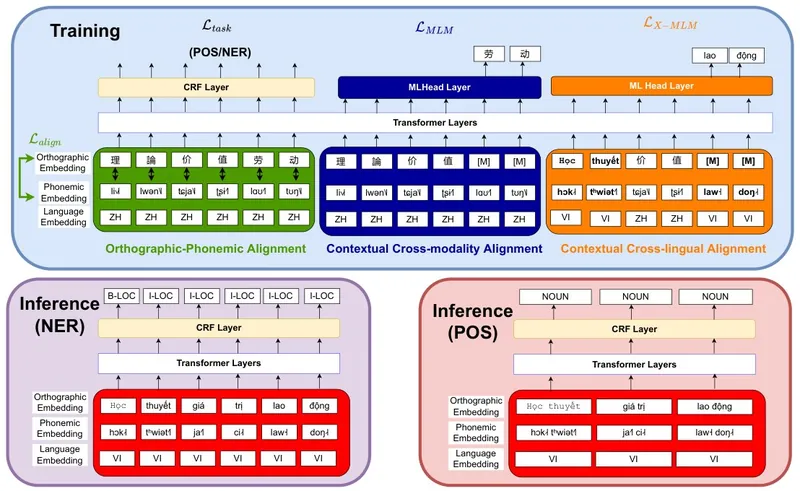 Training
ℒtask
(POS/NER)
ℒMLM
ℒX−MLM
劳 动
lao động
CRF Layer
MLHead Layer
ML Head Layer
Transformer Layers
ℒalign
Orthographic
Embedding
理 論 价 值 劳 动
理 論 价 值 [M] [M]
Học thuyết 价 值 [M] [M]
Phonemic
Embedding
Language
Embedding
ZH ZH ZH ZH ZH ZH
ZH ZH ZH ZH ZH ZH
VI VI ZH ZH VI VI
Orthographic-Phonemic Alignment
Contextual Cross-modality Alignment
Contextual Cross-lingual Alignment
Inference
(NER)
B-LOC I-LOC I-LOC I-LOC I-LOC I-LOC
CRF Layer
Transformer Layers
Orthographic
Embedding
Học thuyết giá trị lao động
Phonemic
Embedding
Language
Embedding
VI VI VI VI VI VI
Inference
(POS)
NOUN NOUN NOUN
CRF Layer
Transformer Layers
Orthographic
Embedding
Học thuyết giá trị lao động
Phonemic
Embedding
Language
Embedding
VI VI VI